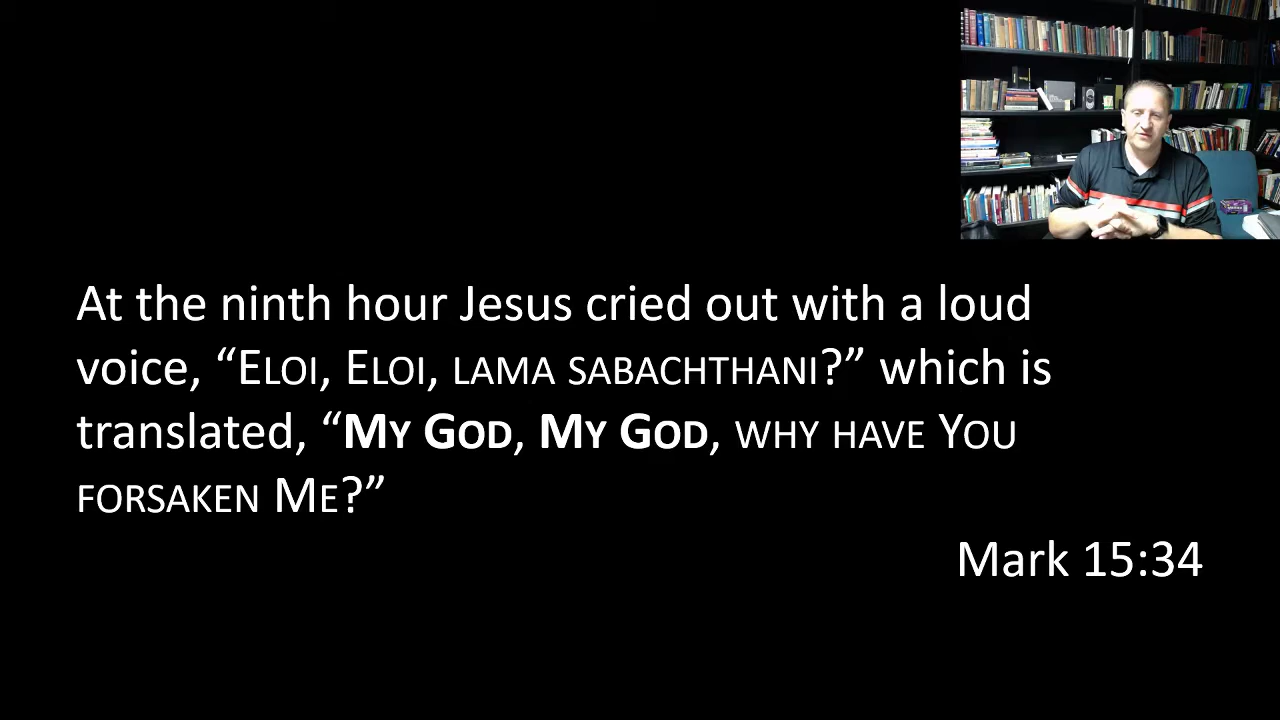 At the ninth hour Jesus cried out with a loud
voice, “ELOI, ELOI, LAMA SABACHTHANI?” which is
translated, “MY GOD, MY GOD, WHY HAVE YOU
FORSAKEN ME?”
Mark 15:34